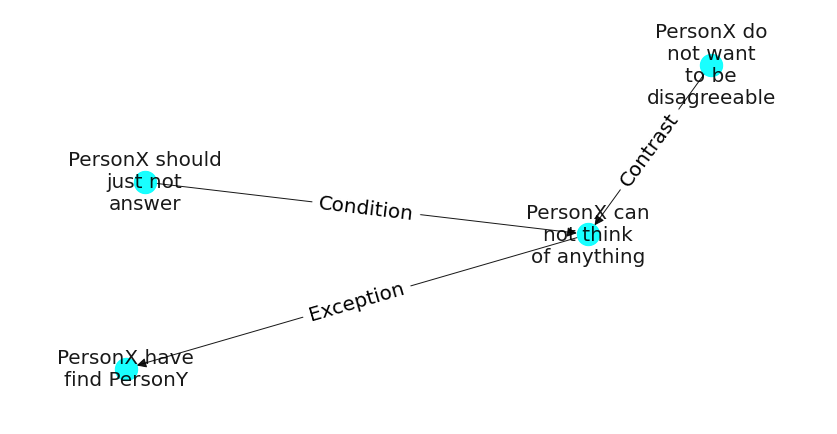 PersonX do
not want
to be
disagreeable
Contrast
PersonX should
just not
answer
Condition
PersonX can
not think
of anything
Exception
PersonX have
find PersonY